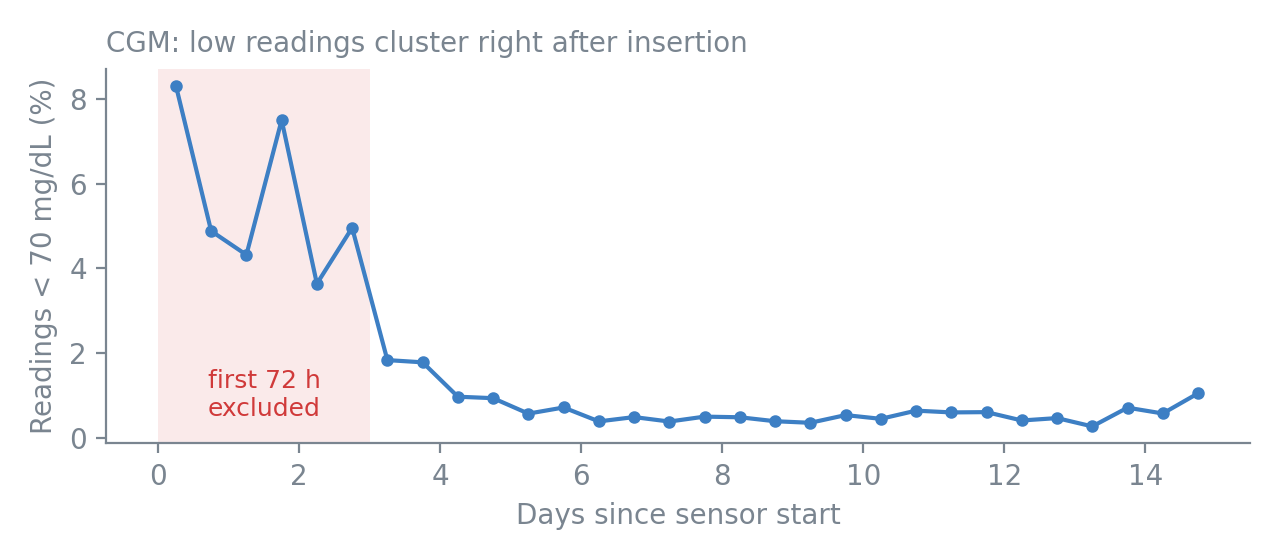 CGM: low readings cluster right after insertion
Readings < 70 mg/dL (%)
8
6
4
2
0
first 72 h
excluded
0 2 4 6 8 10 12 14
Days since sensor start